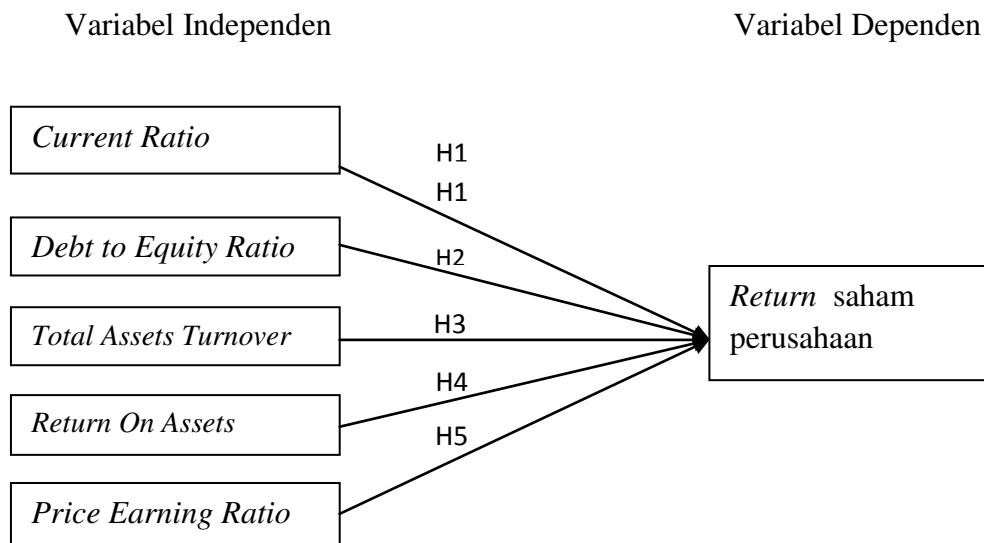 Variabel Independen
Variabel Dependen
Current Ratio
H1
H1
Debt to Equity Ratio
H2
Return saham
perusahaan
Total Assets Turnover
H3
Return On Assets
H4
H5
Price Earning Ratio